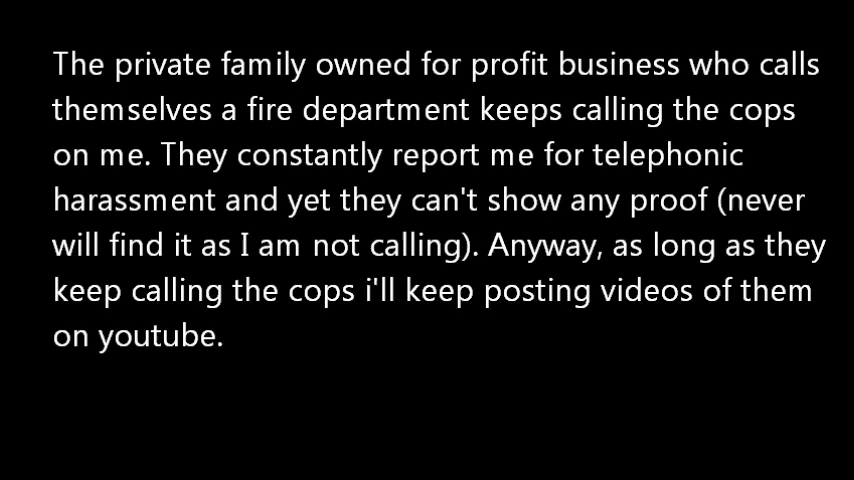 The private family owned for profit business who calls
themselves a fire department keeps calling the cops
on me. They constantly report me for telephonic
harassment and yet they can't show any proof (never
will find it as I am not calling). Anyway, as long as they
keep calling the cops i'll keep posting videos of them
on youtube.